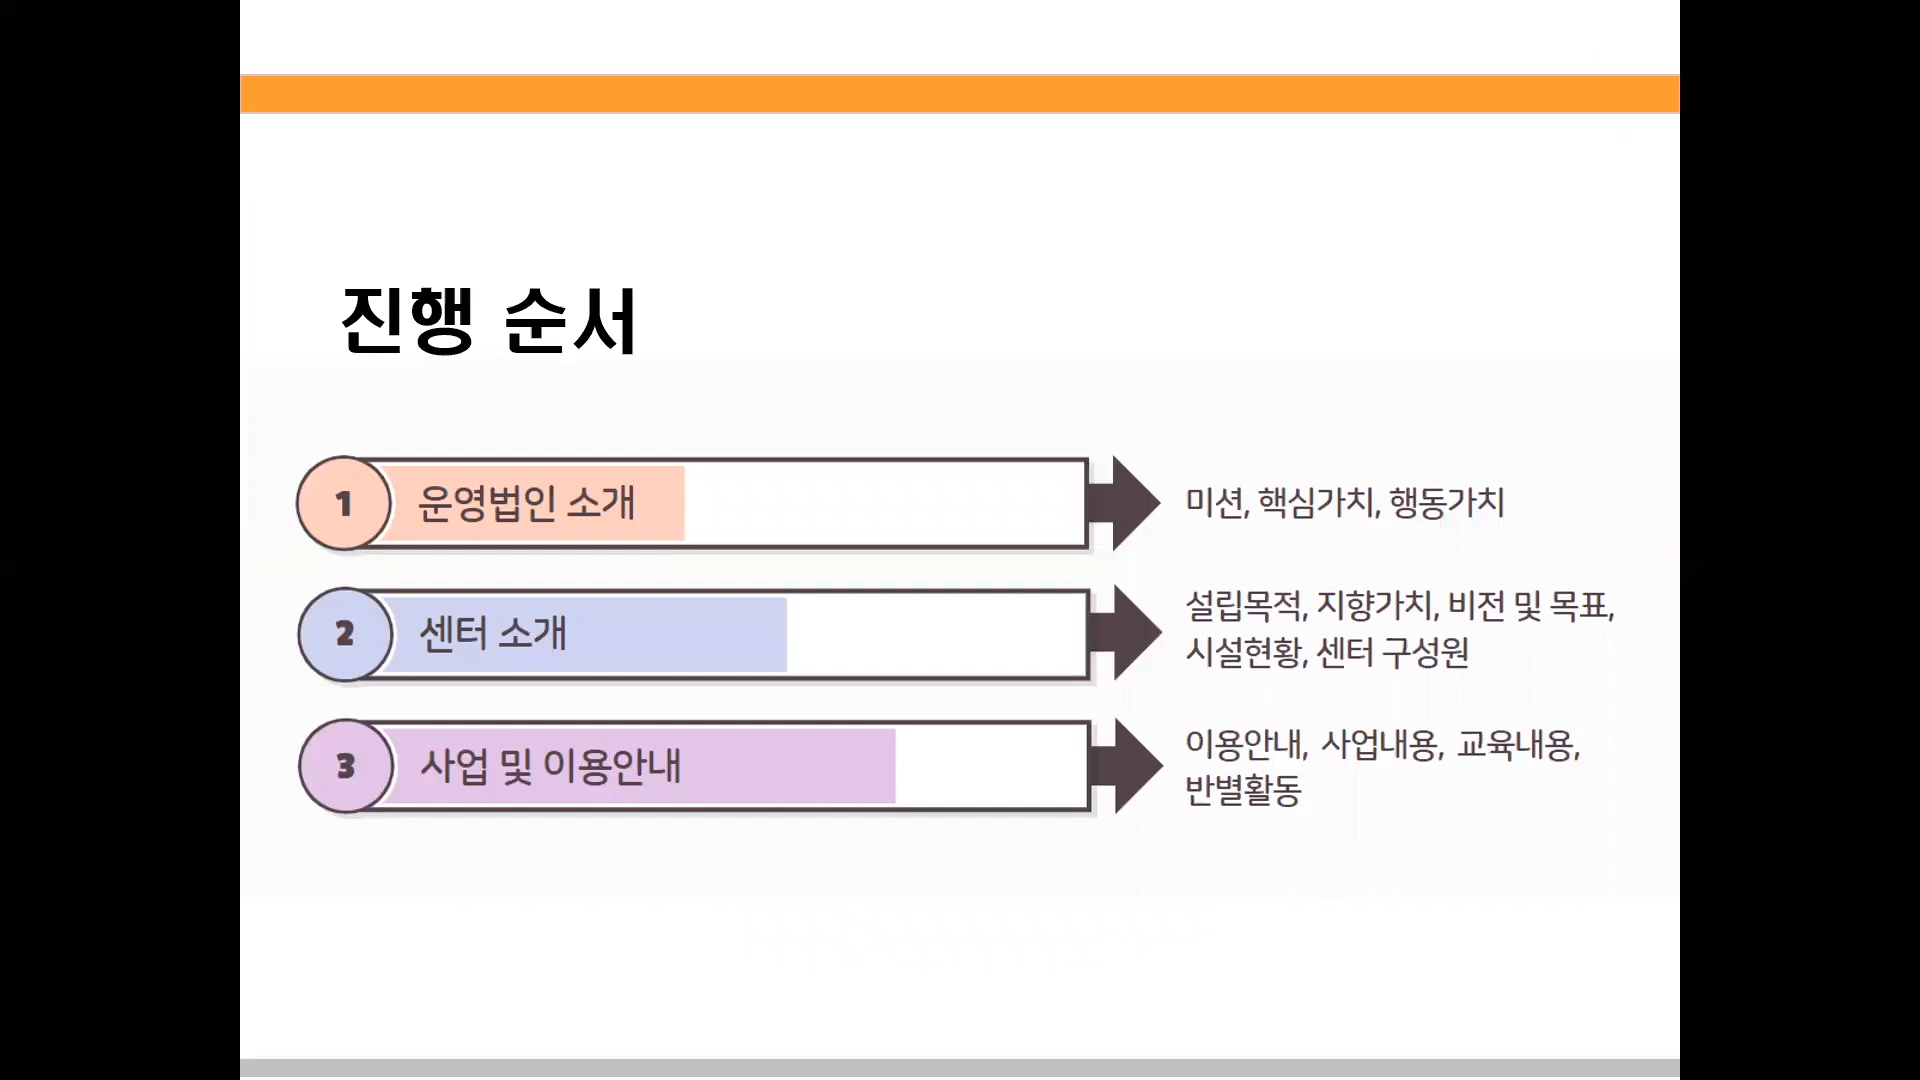 진행 순서
1 운영법인 소개
미션, 핵심가치, 행동가치
2 센터 소개
설립목적, 지향가치, 비전 및 목표,
시설현황, 센터 구성원
3 사업 및 이용안내
이용안내, 사업내용, 교육내용,
반별활동